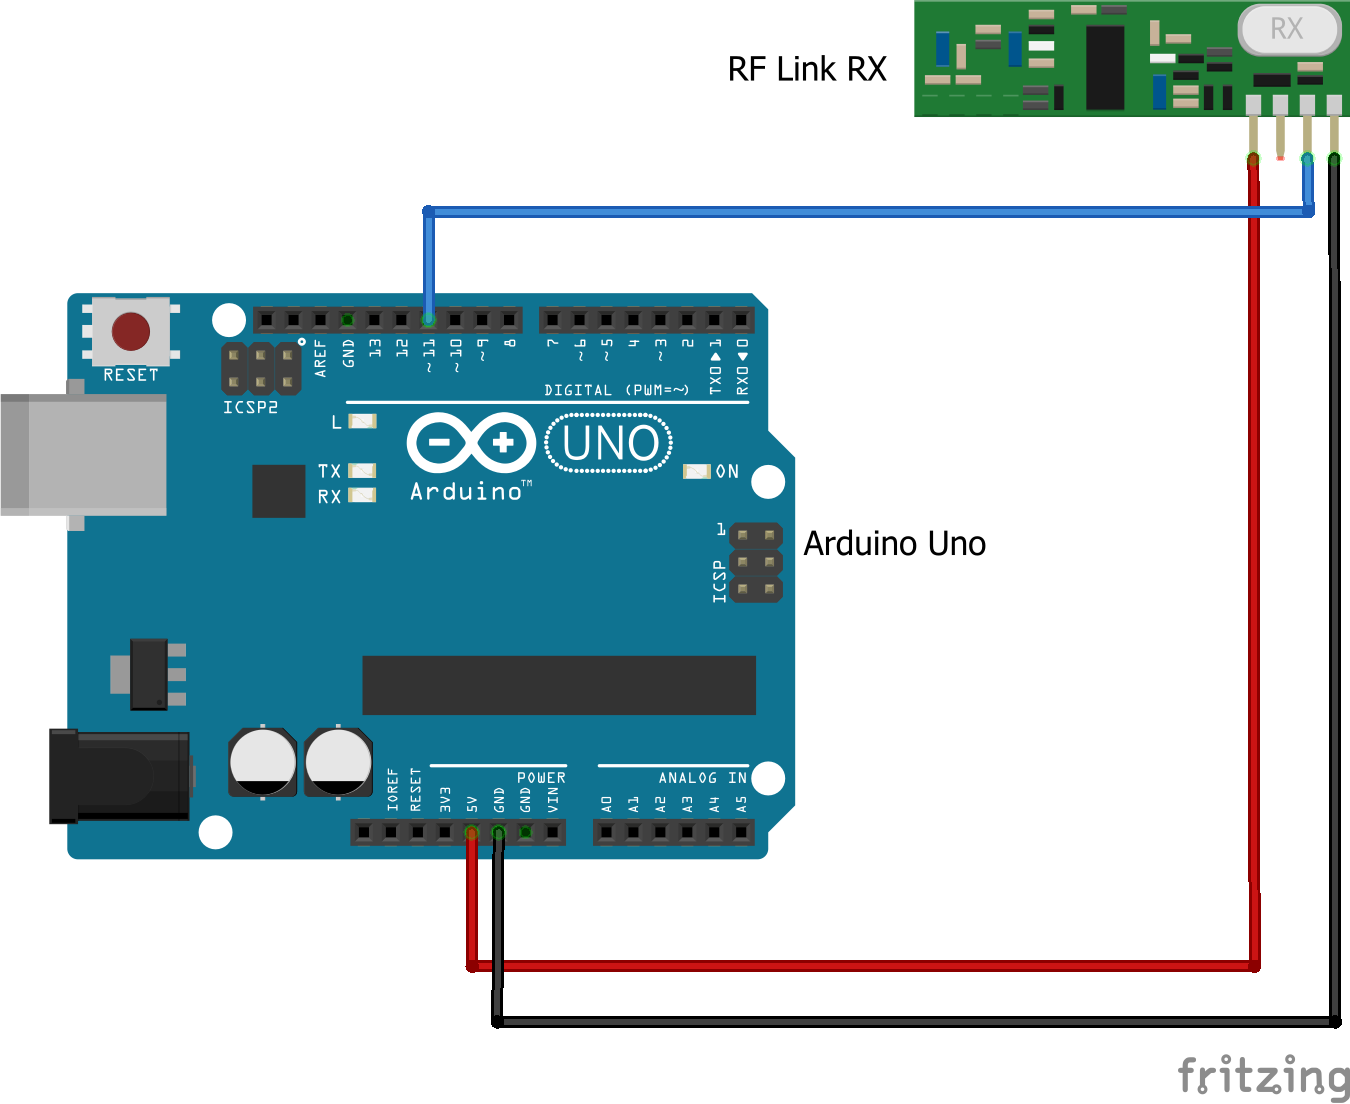 RX
RF Link RX
RESET
ICSP2
AREF
GND
13
12
~11
~10
~9
8
7
~6
~5
4
~3
2
TX0▶1
RX0◀0
DIGITAL (PWM=~)
L
TX
RX
UNO
Arduino™
ON
1
ICSP
Arduino Uno
POWER
ANALOG IN
IOREF
RESET
3V3
5V
GND
GND
VIN
A0
A1
A2
A3
A4
A5
fritzing